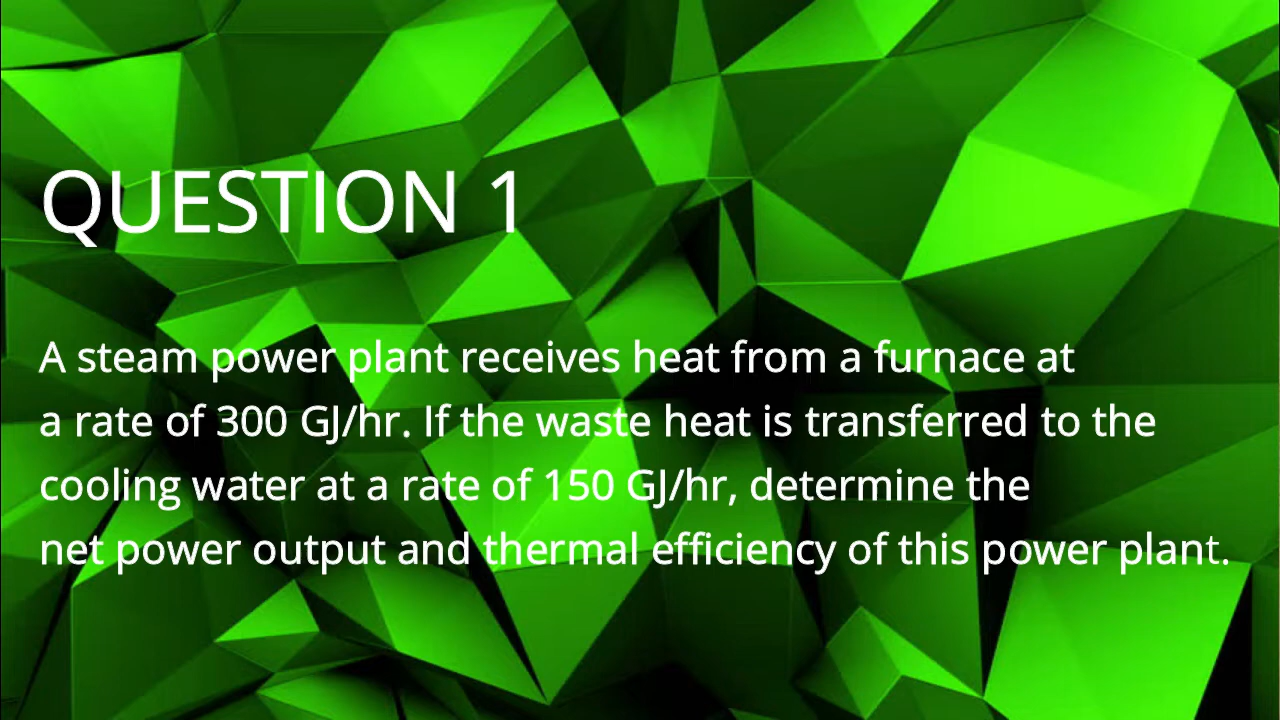 QUESTION 1
A steam power plant receives heat from a furnace at
a rate of 300 GJ/hr. If the waste heat is transferred to the
cooling water at a rate of 150 GJ/hr, determine the
net power output and thermal efficiency of this power plant.